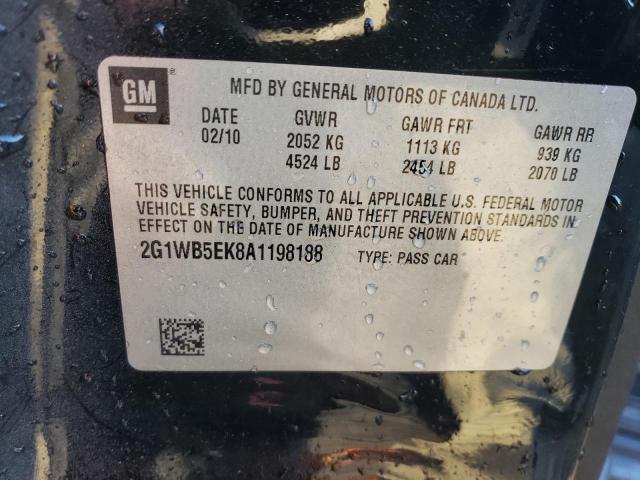 GM ®
MFD BY GENERAL MOTORS OF CANADA LTD.
DATE GVWR GAWR FRT GAWR RR
02/10 2052 KG 1113 KG 939 KG
4524 LB 2454 LB 2070 LB
THIS VEHICLE CONFORMS TO ALL APPLICABLE U.S. FEDERAL MOTOR
VEHICLE SAFETY, BUMPER, AND THEFT PREVENTION STANDARDS IN
EFFECT ON THE DATE OF MANUFACTURE SHOWN ABOVE.
2G1WB5EK8A1198188 TYPE: PASS CAR